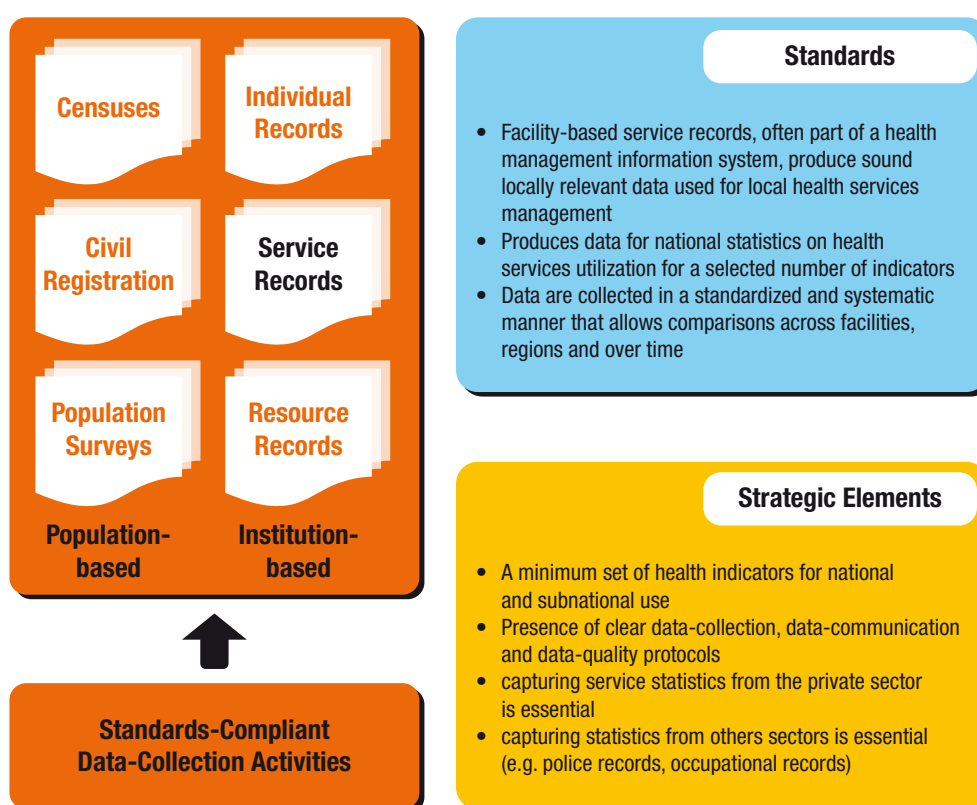 Censuses
Individual
Records
Civil
Registration
Service
Records
Population
Surveys
Resource
Records
Population-
based
Institution-
based
Standards-Compliant
Data-Collection Activities
Standards
• Facility-based service records, often part of a health
management information system, produce sound
locally relevant data used for local health services
management
• Produces data for national statistics on health
services utilization for a selected number of indicators
• Data are collected in a standardized and systematic
manner that allows comparisons across facilities,
regions and over time
Strategic Elements
• A minimum set of health indicators for national
and subnational use
• Presence of clear data-collection, data-communication
and data-quality protocols
• capturing service statistics from the private sector
is essential
• capturing statistics from others sectors is essential
(e.g. police records, occupational records)